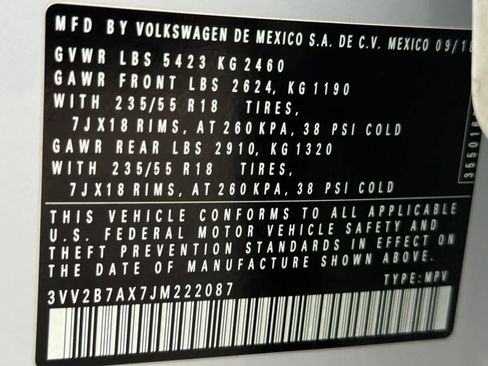 MFD BY VOLKSWAGEN DE MEXICO S.A. DE C.V. MEXICO 09/18
GVWR LBS 5423 KG 2460
GAWR FRONT LBS 2624, KG 1190
WITH 235/55 R18 TIRES,
7JX18 RIMS, AT 260 KPA, 38 PSI COLD
GAWR REAR LBS 2910, KG 1320
WITH 235/55 R18 TIRES,
7JX18 RIMS, AT 260 KPA, 38 PSI COLD
THIS VEHICLE CONFORMS TO ALL APPLICABLE
U.S. FEDERAL MOTOR VEHICLE SAFETY AND
THEFT PREVENTION STANDARDS IN EFFECT ON
THE DATE OF MANUFACTURE SHOWN ABOVE.
3VV2B7AX7JM222087
TYPE: MPV